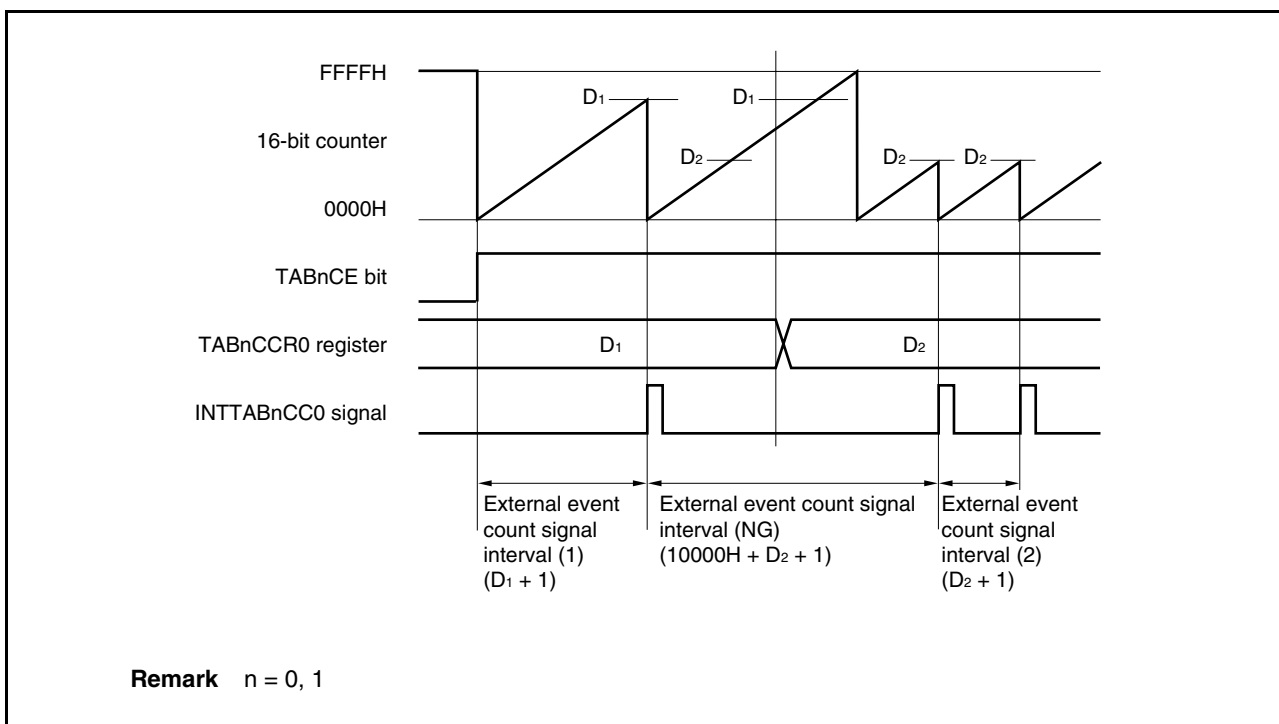 FFFFH
D1
D1
16-bit counter
D2
D2
D2
0000H
TABnCE bit
TABnCCR0 register
D1
D2
INTTABnCC0 signal
External event
count signal
interval (1)
(D1 + 1)
External event count signal
interval (NG)
(10000H + D2 + 1)
External event
count signal
interval (2)
(D2 + 1)
Remark n = 0, 1